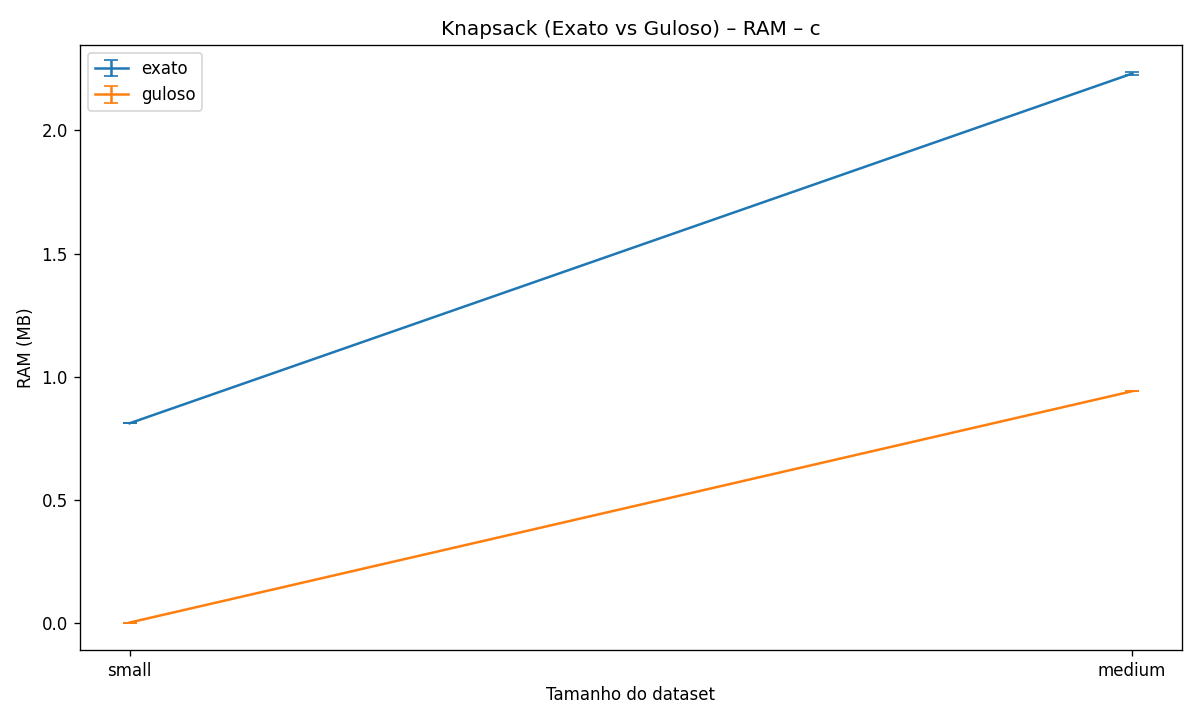 Knapsack (Exato vs Guloso) – RAM – c
exato
guloso
2.0
1.5
1.0
0.5
0.0
RAM (MB)
small
medium
Tamanho do dataset